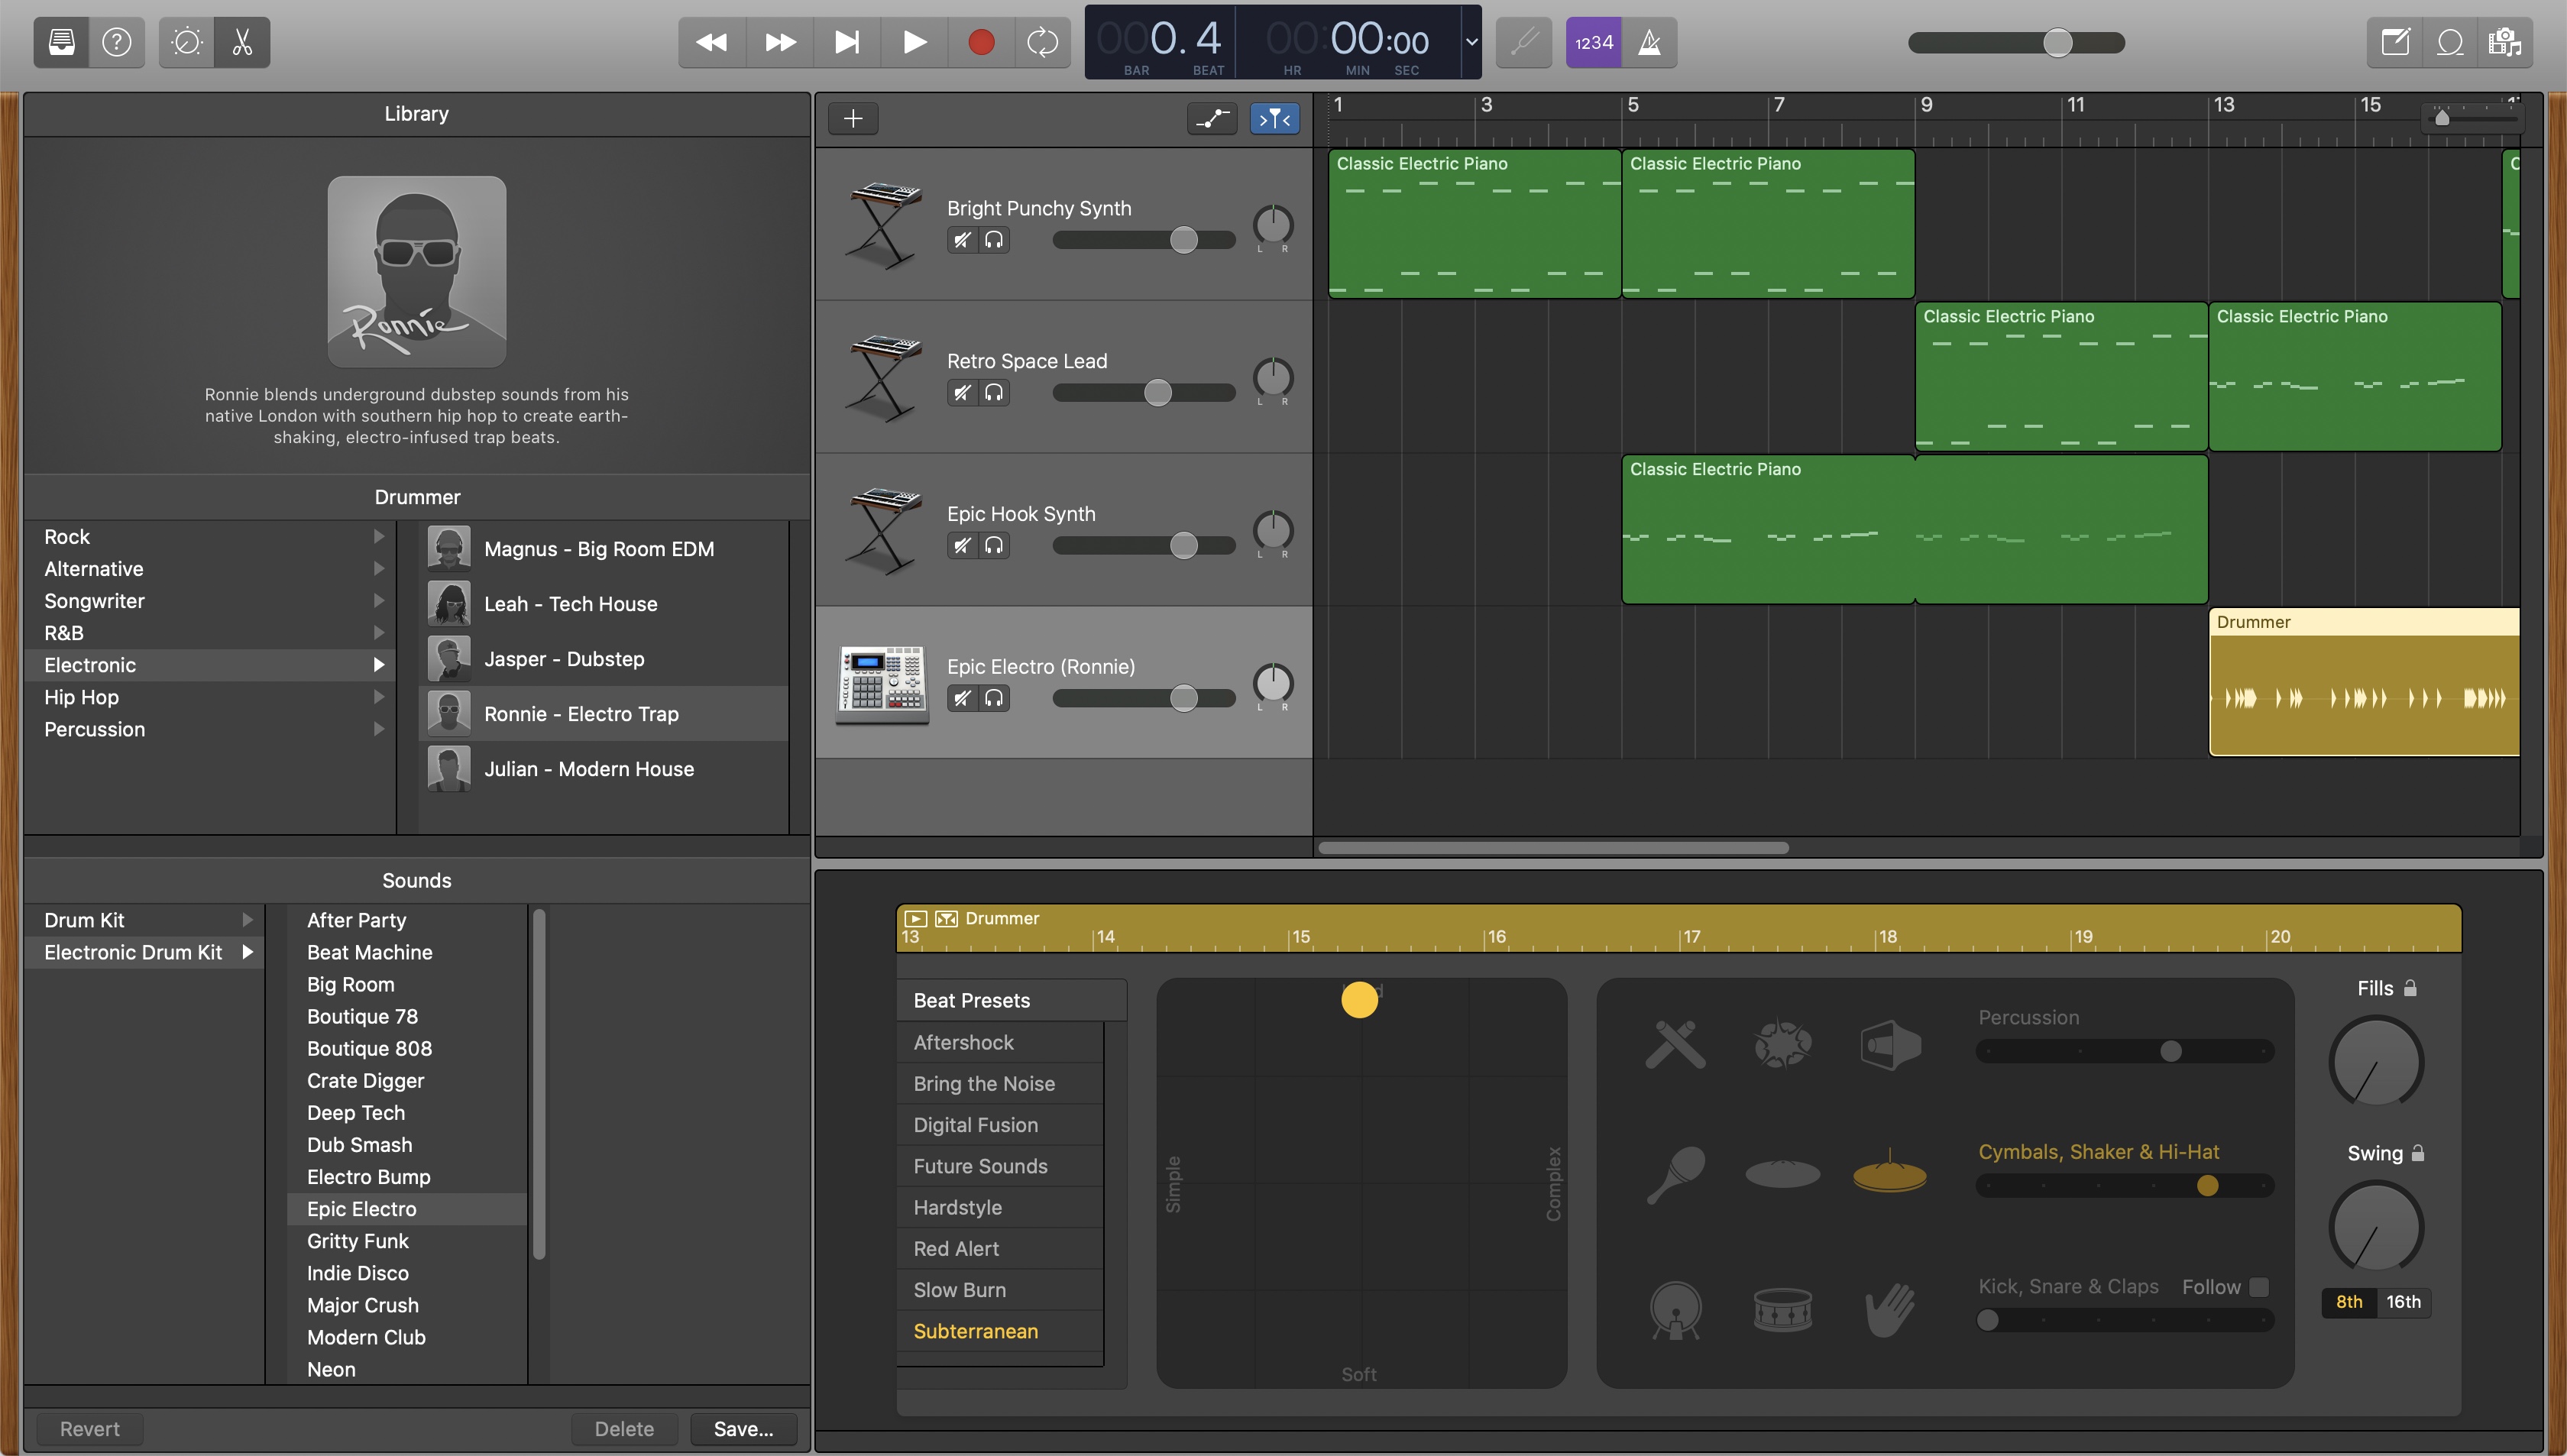 000.4
BAR BEAT
00:00:00
HR MIN SEC
1234
Library
Ronnie
Ronnie blends underground dubstep sounds from his
native London with southern hip hop to create earth-
shaking, electro-infused trap beats.
Drummer
Rock
Alternative
Songwriter
R&B
Electronic
Hip Hop
Percussion
Magnus - Big Room EDM
Leah - Tech House
Jasper - Dubstep
Ronnie - Electro Trap
Julian - Modern House
Sounds
Drum Kit
Electronic Drum Kit
After Party
Beat Machine
Big Room
Boutique 78
Boutique 808
Crate Digger
Deep Tech
Dub Smash
Electro Bump
Epic Electro
Gritty Funk
Indie Disco
Major Crush
Modern Club
Neon
Revert Delete Save...
1 3 5 7 9 11 13 15
Bright Punchy Synth
L R
Classic Electric Piano Classic Electric Piano C
Retro Space Lead
L R
Classic Electric Piano Classic Electric Piano
Epic Hook Synth
L R
Classic Electric Piano
Epic Electro (Ronnie)
L R
Drummer
Drummer
13 14 15 16 17 18 19 20
Beat Presets
Aftershock
Bring the Noise
Digital Fusion
Future Sounds
Hardstyle
Red Alert
Slow Burn
Subterranean
Simple
Complex
Soft
Percussion
Cymbals, Shaker & Hi-Hat
Kick, Snare & Claps Follow
Fills
Swing
8th 16th